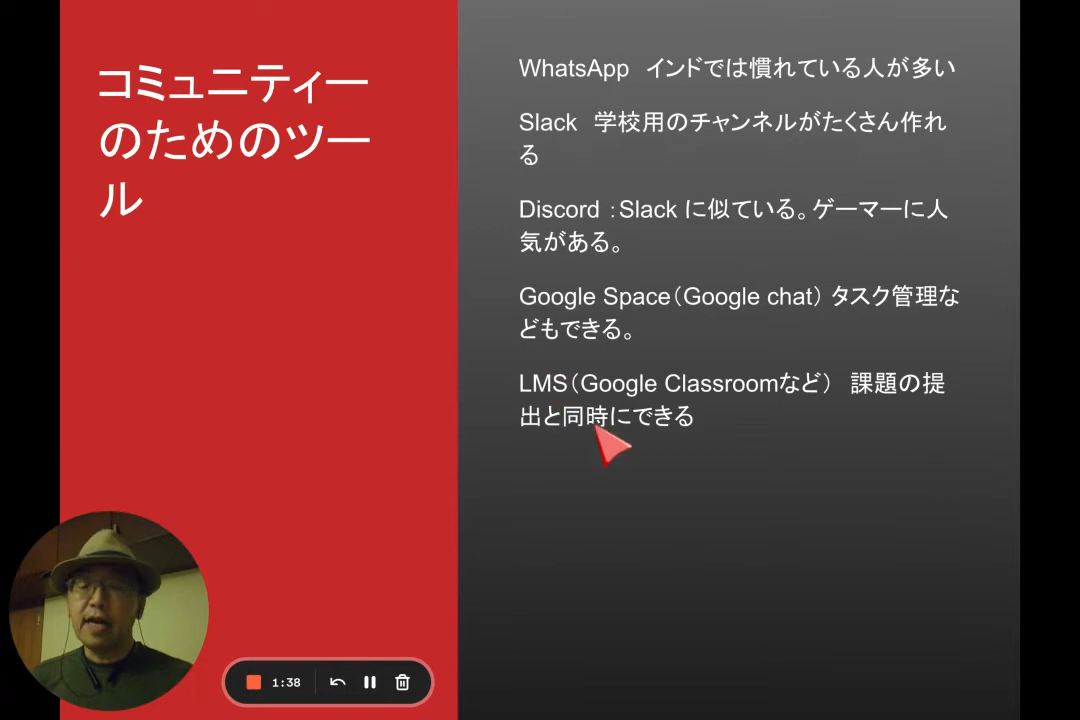 コミュニティー
のためのツー
ル
WhatsApp　インドでは慣れている人が多い
Slack　学校用のチャンネルがたくさん作れ
る
Discord：Slack に似ている。ゲーマーに人
気がある。
Google Space（Google chat） タスク管理な
どもできる。
LMS（Google Classroomなど）　課題の提
出と同時にできる
1:38